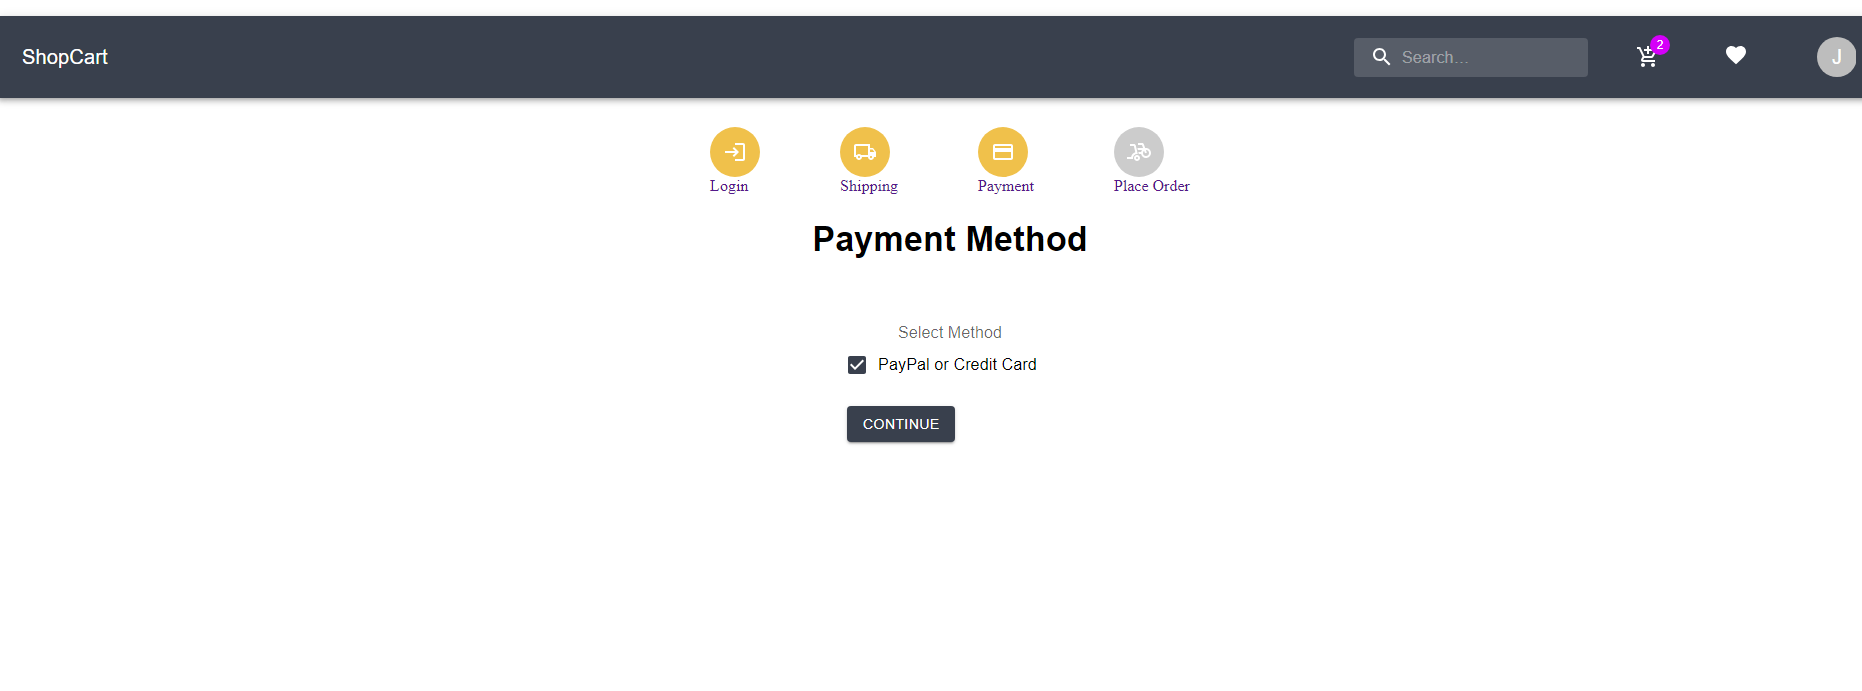 ShopCart
Search...
2
J
Login
Shipping
Payment
Place Order
Payment Method
Select Method
PayPal or Credit Card
CONTINUE